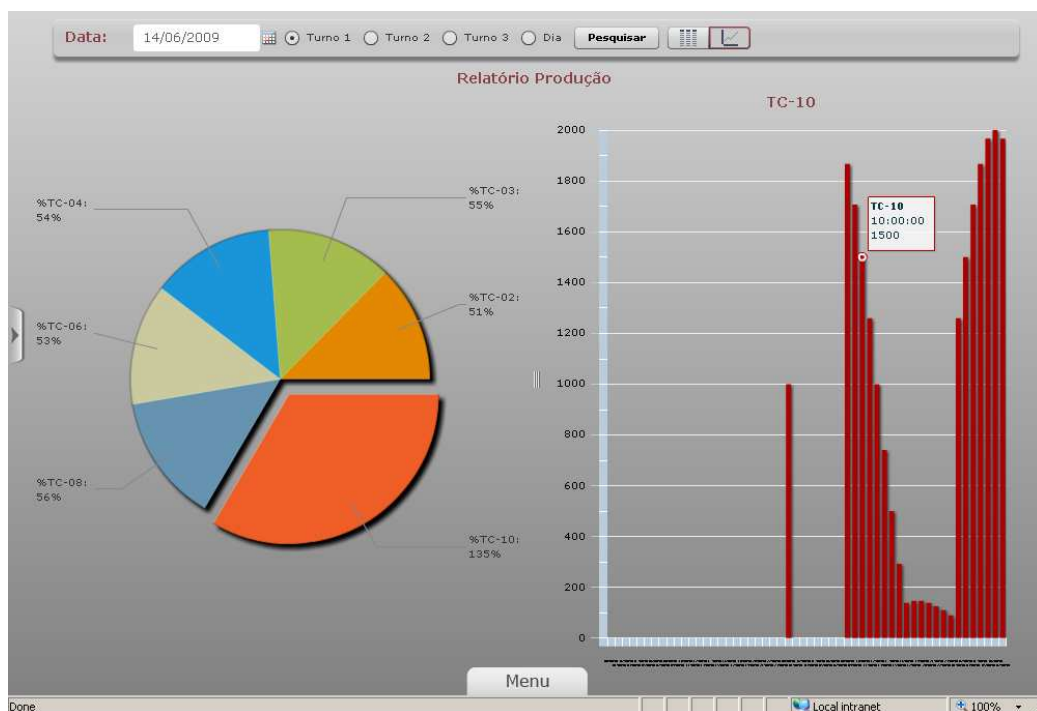 Data: 14/06/2009 Turno 1 Turno 2 Turno 3 Dia Pesquisar
Relatório Produção
%TC-04:
54%
%TC-03:
55%
%TC-02:
51%
%TC-06:
53%
%TC-08:
56%
%TC-10:
135%
TC-10
2000
1800
1600
1400
1200
1000
800
600
400
200
0
TC-10
10:00:00
1500
Menu
Done Local intranet 100%